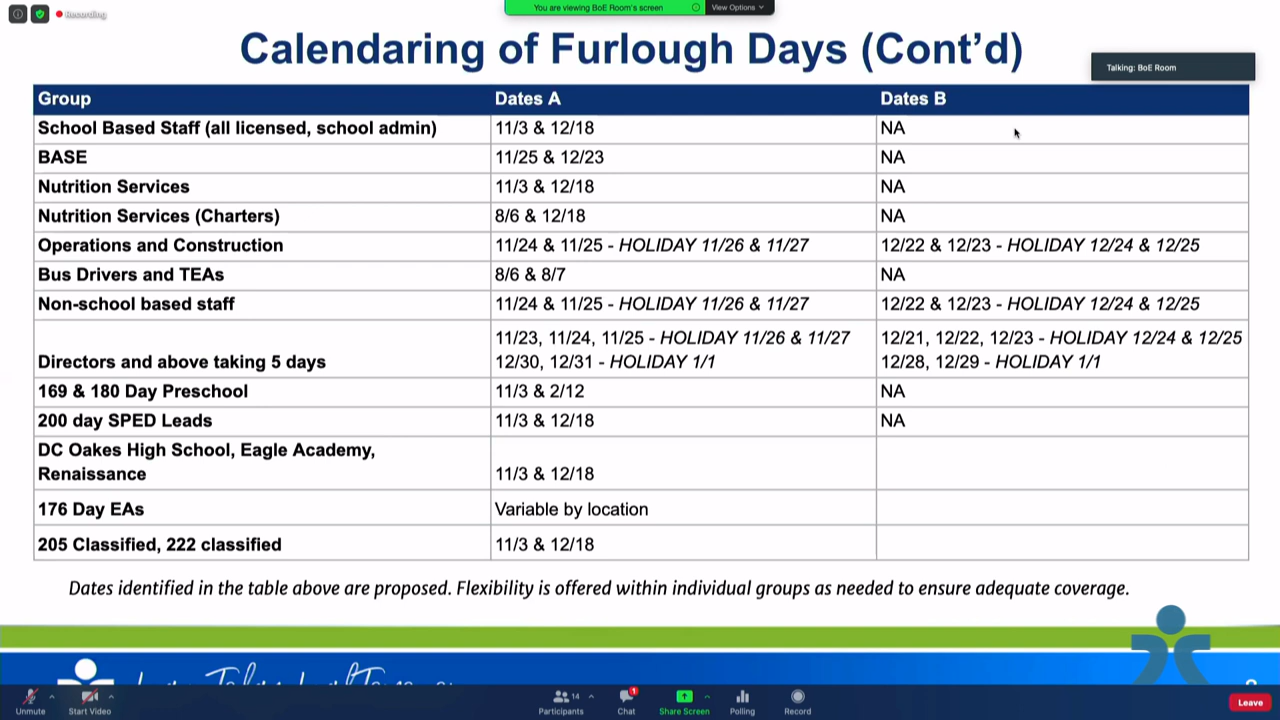 Recording
You are viewing BoE Room's screen
View Options
Calendaring of Furlough Days (Cont'd)
Talking: BoE Room
Group Dates A Dates B
School Based Staff (all licensed, school admin) 11/3 & 12/18 NA
BASE 11/25 & 12/23 NA
Nutrition Services 11/3 & 12/18 NA
Nutrition Services (Charters) 8/6 & 12/18 NA
Operations and Construction 11/24 & 11/25 - HOLIDAY 11/26 & 11/27 12/22 & 12/23 - HOLIDAY 12/24 & 12/25
Bus Drivers and TEAs 8/6 & 8/7 NA
Non-school based staff 11/24 & 11/25 - HOLIDAY 11/26 & 11/27 12/22 & 12/23 - HOLIDAY 12/24 & 12/25
11/23, 11/24, 11/25 - HOLIDAY 11/26 & 11/27 12/21, 12/22, 12/23 - HOLIDAY 12/24 & 12/25
Directors and above taking 5 days 12/30, 12/31 - HOLIDAY 1/1 12/28, 12/29 - HOLIDAY 1/1
169 & 180 Day Preschool 11/3 & 2/12 NA
200 day SPED Leads 11/3 & 12/18 NA
DC Oakes High School, Eagle Academy,
Renaissance 11/3 & 12/18
176 Day EAs Variable by location
205 Classified, 222 classified 11/3 & 12/18
Dates identified in the table above are proposed. Flexibility is offered within individual groups as needed to ensure adequate coverage.
14 1
Unmute Start Video Participants Chat Share Screen Polling Record Leave